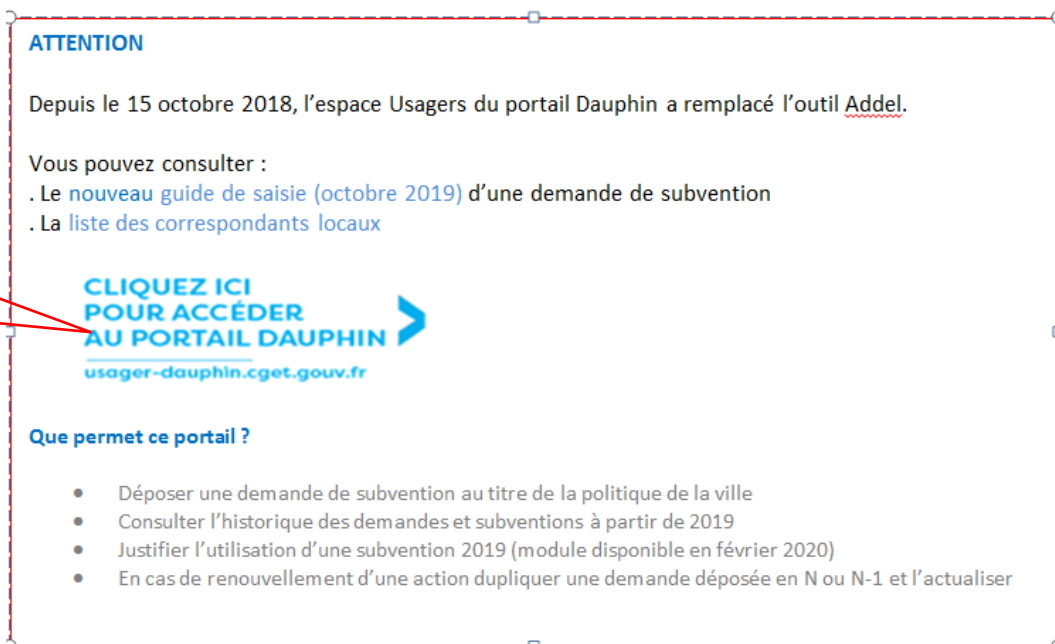 ATTENTION
Depuis le 15 octobre 2018, l’espace Usagers du portail Dauphin a remplacé l’outil Addel.
Vous pouvez consulter :
. Le nouveau guide de saisie (octobre 2019) d’une demande de subvention
. La liste des correspondants locaux
CLIQUEZ ICI
POUR ACCÉDER
AU PORTAIL DAUPHIN
usager-dauphin.cget.gouv.fr
Que permet ce portail ?
• Déposer une demande de subvention au titre de la politique de la ville
• Consulter l’historique des demandes et subventions à partir de 2019
• Justifier l’utilisation d’une subvention 2019 (module disponible en février 2020)
• En cas de renouvellement d’une action dupliquer une demande déposée en N ou N-1 et l’actualiser